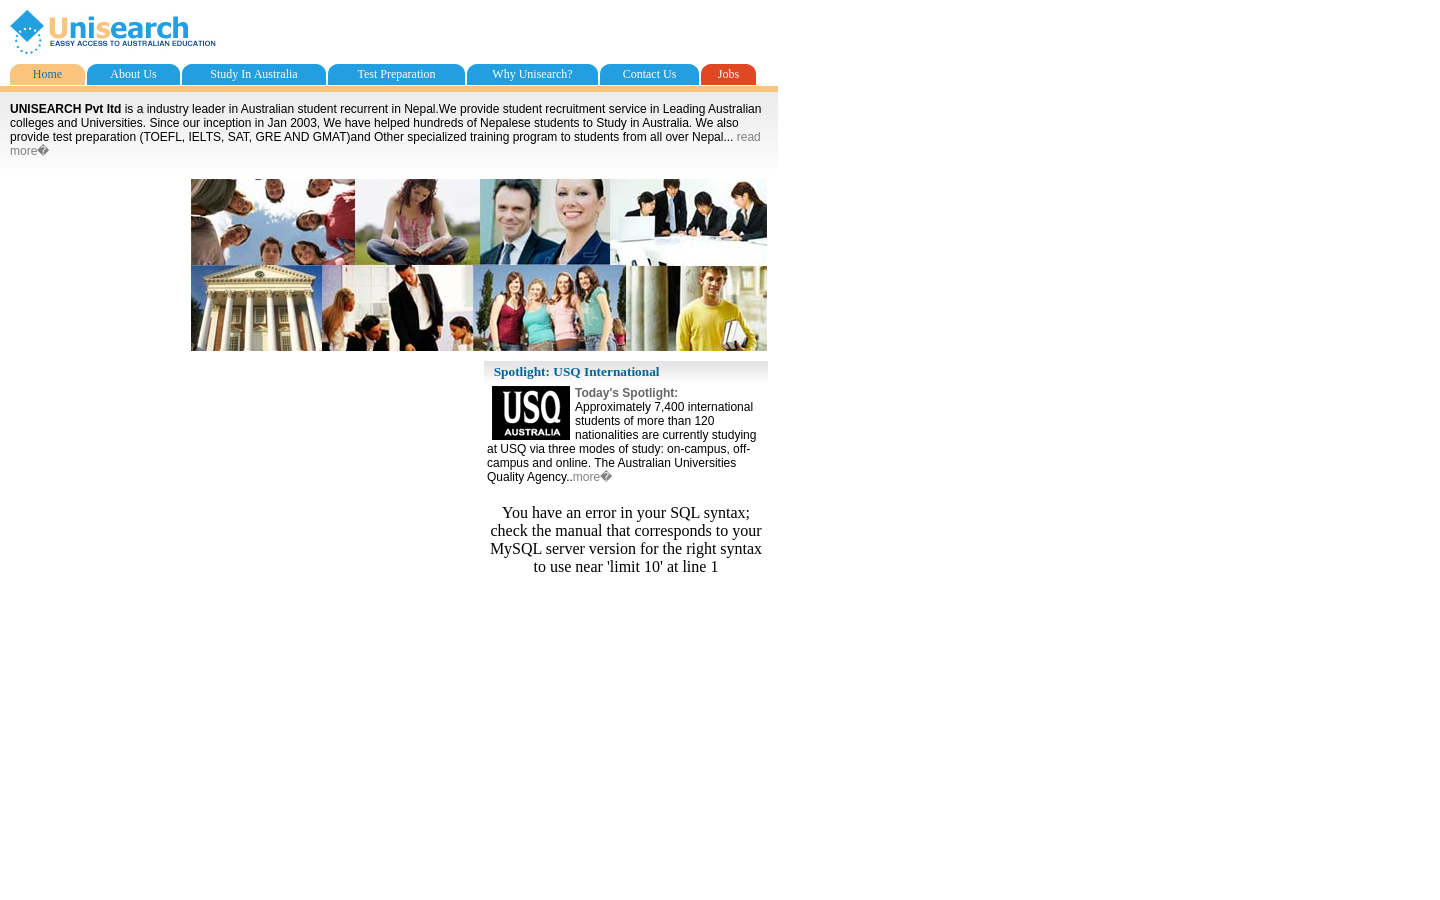 Unisearch
EASSY ACCESS TO AUSTRALIAN EDUCATION
Home About Us Study In Australia Test Preparation Why Unisearch? Contact Us Jobs
UNISEARCH Pvt ltd is a industry leader in Australian student recurrent in Nepal.We provide student recruitment service in Leading Australian
colleges and Universities. Since our inception in Jan 2003, We have helped hundreds of Nepalese students to Study in Australia. We also
provide test preparation (TOEFL, IELTS, SAT, GRE AND GMAT)and Other specialized training program to students from all over Nepal... read
more�
Spotlight: USQ International
USQ
AUSTRALIA
Today's Spotlight:
Approximately 7,400 international
students of more than 120
nationalities are currently studying
at USQ via three modes of study: on-campus, off-
campus and online. The Australian Universities
Quality Agency..more�
You have an error in your SQL syntax;
check the manual that corresponds to your
MySQL server version for the right syntax
to use near 'limit 10' at line 1